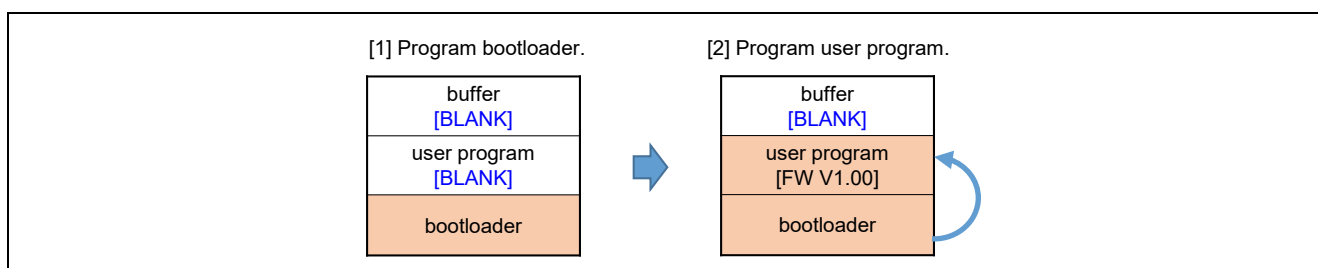 [1] Program bootloader.
buffer
[BLANK]
user program
[BLANK]
bootloader
[2] Program user program.
buffer
[BLANK]
user program
[FW V1.00]
bootloader